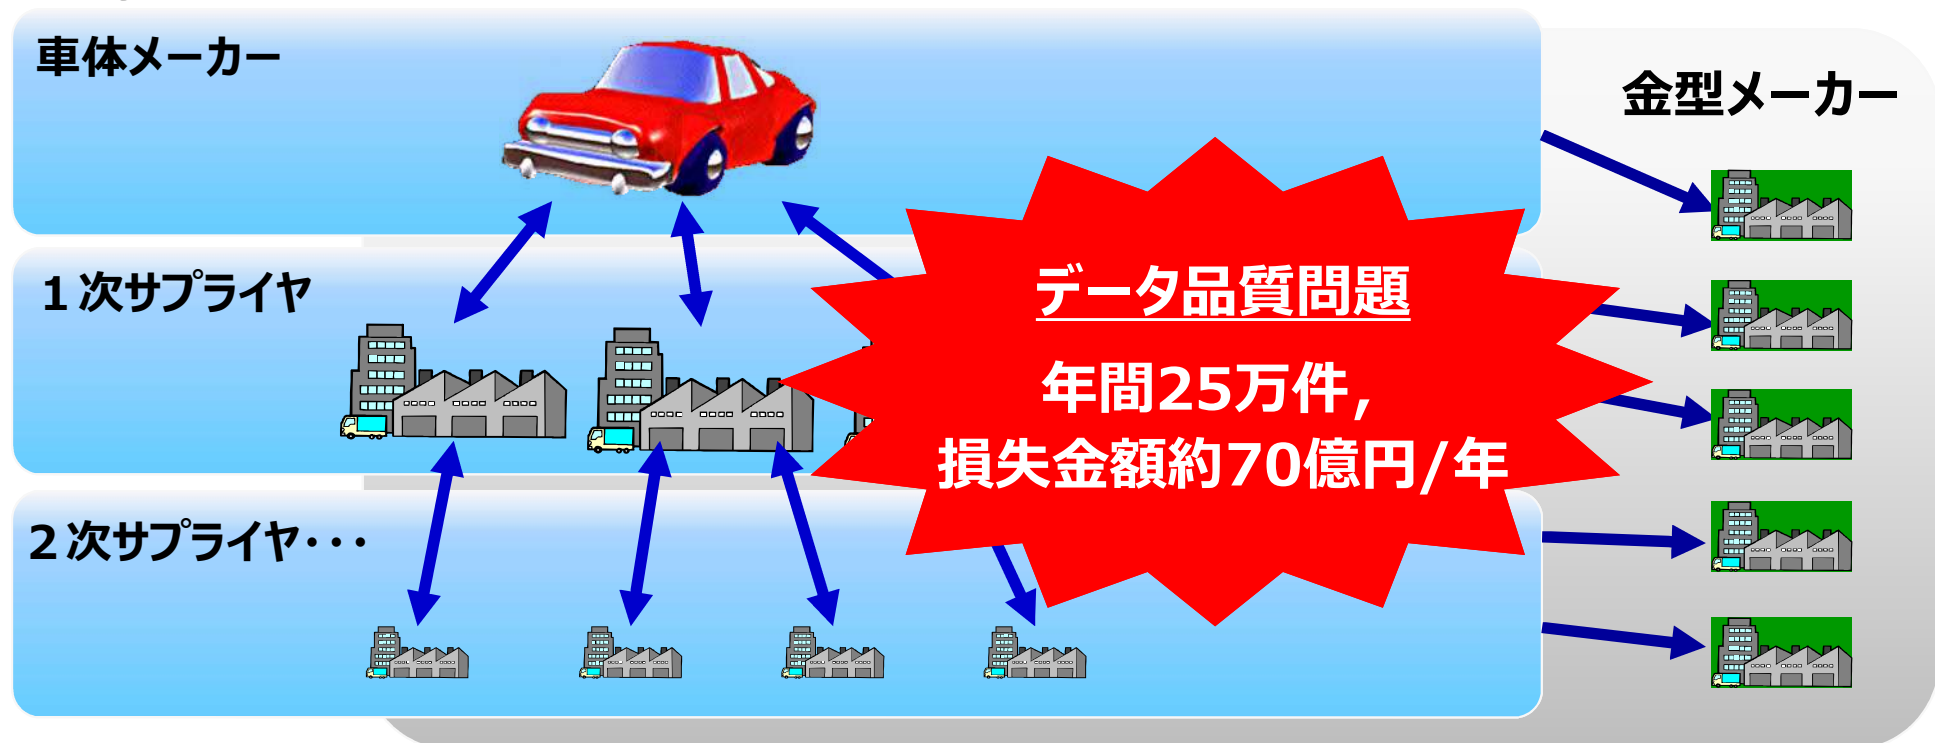 車体メーカー
金型メーカー
１次サプライヤ
データ品質問題
年間25万件,
損失金額約70億円/年
２次サプライヤ･･･